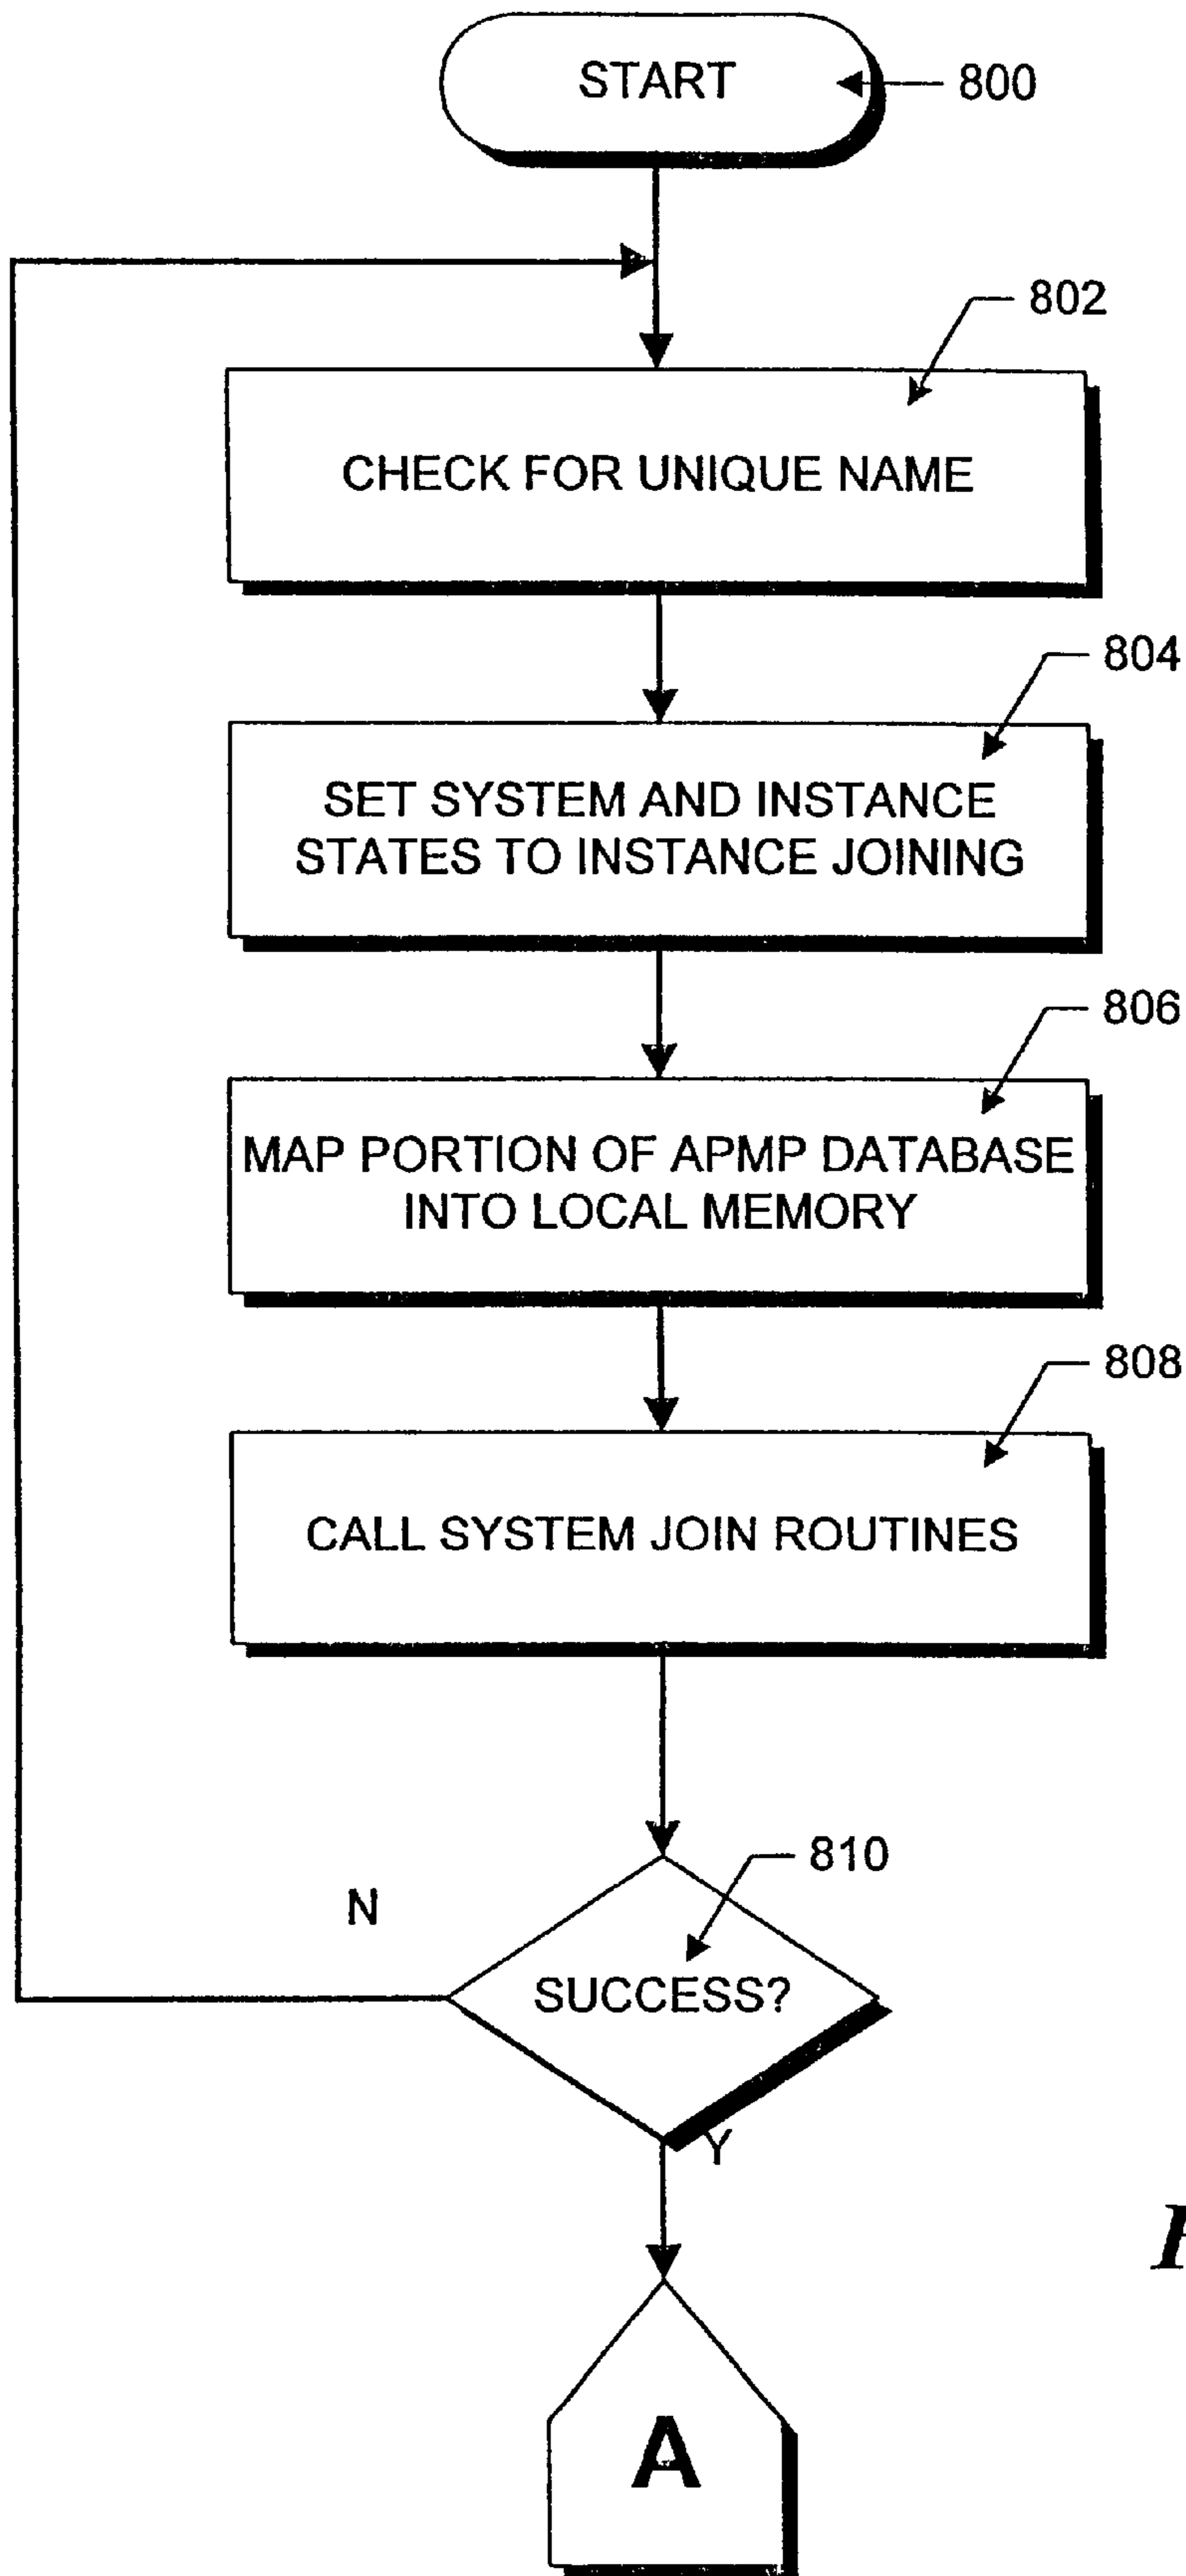 START
800
802
CHECK FOR UNIQUE NAME
804
SET SYSTEM AND INSTANCE
STATES TO INSTANCE JOINING
806
MAP PORTION OF APMP DATABASE
INTO LOCAL MEMORY
808
CALL SYSTEM JOIN ROUTINES
810
N
SUCCESS?
Y
A